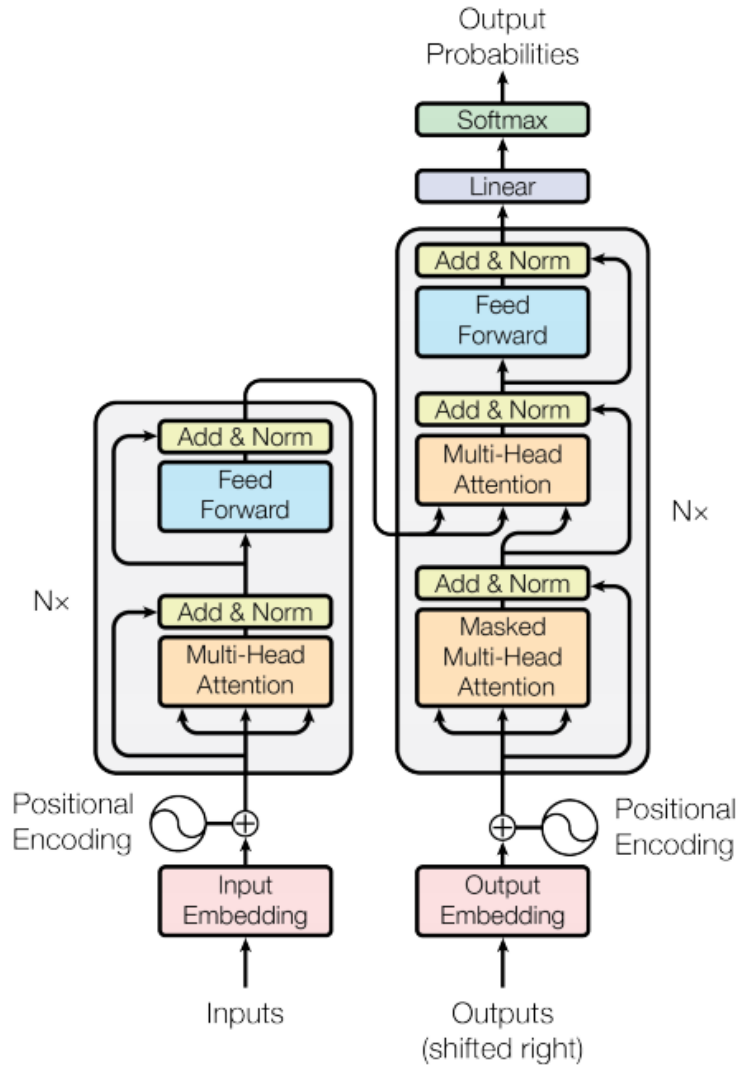 Output
Probabilities
Softmax
Linear
Add & Norm
Feed
Forward
Add & Norm
Multi-Head
Attention
Add & Norm
Masked
Multi-Head
Attention
Nx
Add & Norm
Feed
Forward
Add & Norm
Multi-Head
Attention
Nx
Positional
Encoding
Positional
Encoding
Input
Embedding
Output
Embedding
Inputs
Outputs
(shifted right)